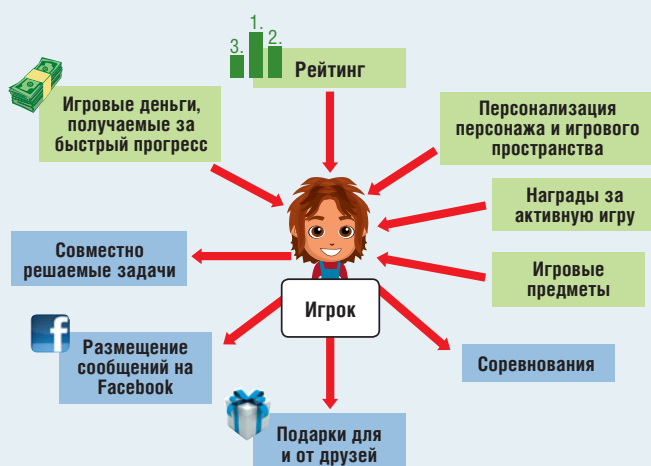 1.
2.
3.
Рейтинг
Игровые деньги,
получаемые за
быстрый прогресс
Персонализация
персонажа и игрового
пространства
Награды за
активную игру
Совместно
решаемые задачи
Игровые
предметы
Игрок
f
Размещение
сообщений на
Facebook
Соревнования
Подарки для
и от друзей